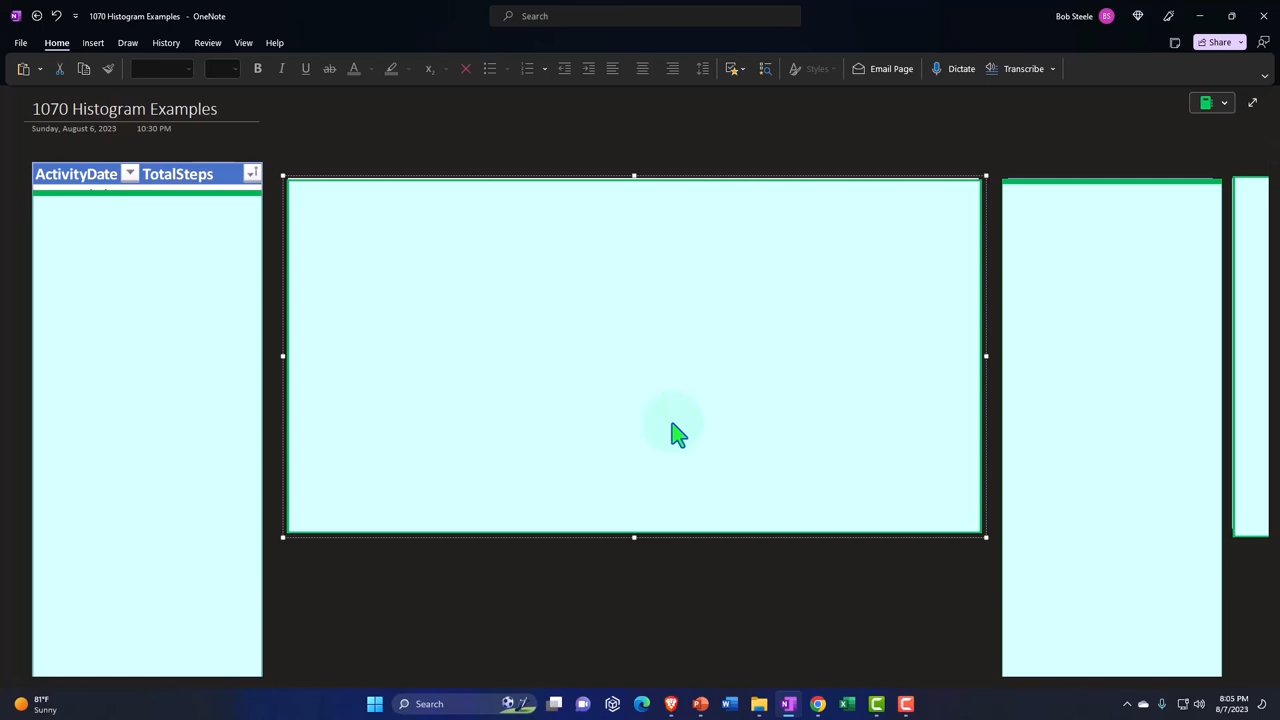 1070 Histogram Examples - OneNote
Search
Bob Steele
BS
File
Home
Insert
Draw
History
Review
View
Help
Share
B
I
U
ab
A
x
Styles
Email Page
Dictate
Transcribe
1070 Histogram Examples
Sunday, August 6, 2023
10:30 PM
ActivityDate
TotalSteps
81°F
Sunny
Search
8:05 PM
8/7/2023